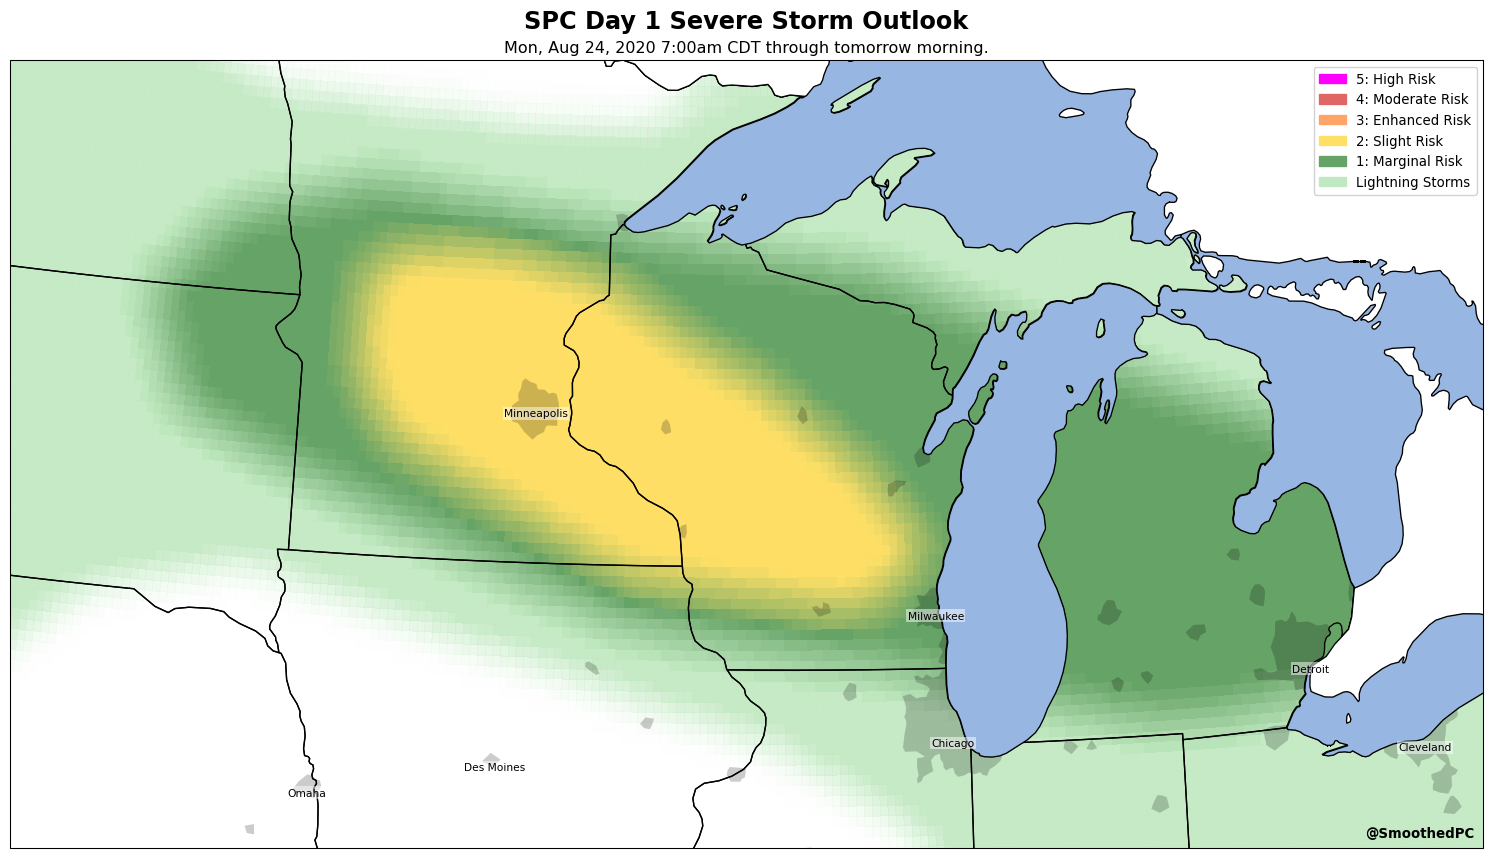 SPC Day 1 Severe Storm Outlook
Mon, Aug 24, 2020 7:00am CDT through tomorrow morning.
5: High Risk
4: Moderate Risk
3: Enhanced Risk
2: Slight Risk
1: Marginal Risk
Lightning Storms
Minneapolis
Milwaukee
Detroit
Chicago
Cleveland
Des Moines
Omaha
@SmoothedPC